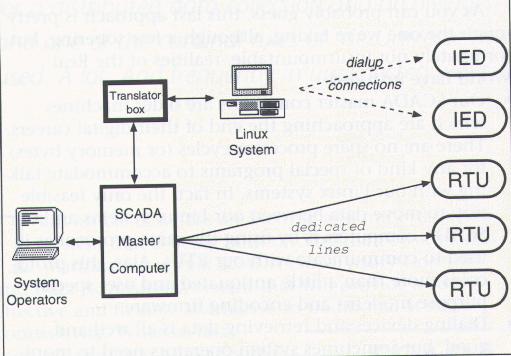 IED
dialup
connections
IED
Translator
box
Linux
System
RTU
SCADA
Master
Computer
dedicated
lines
RTU
System
Operators
RTU